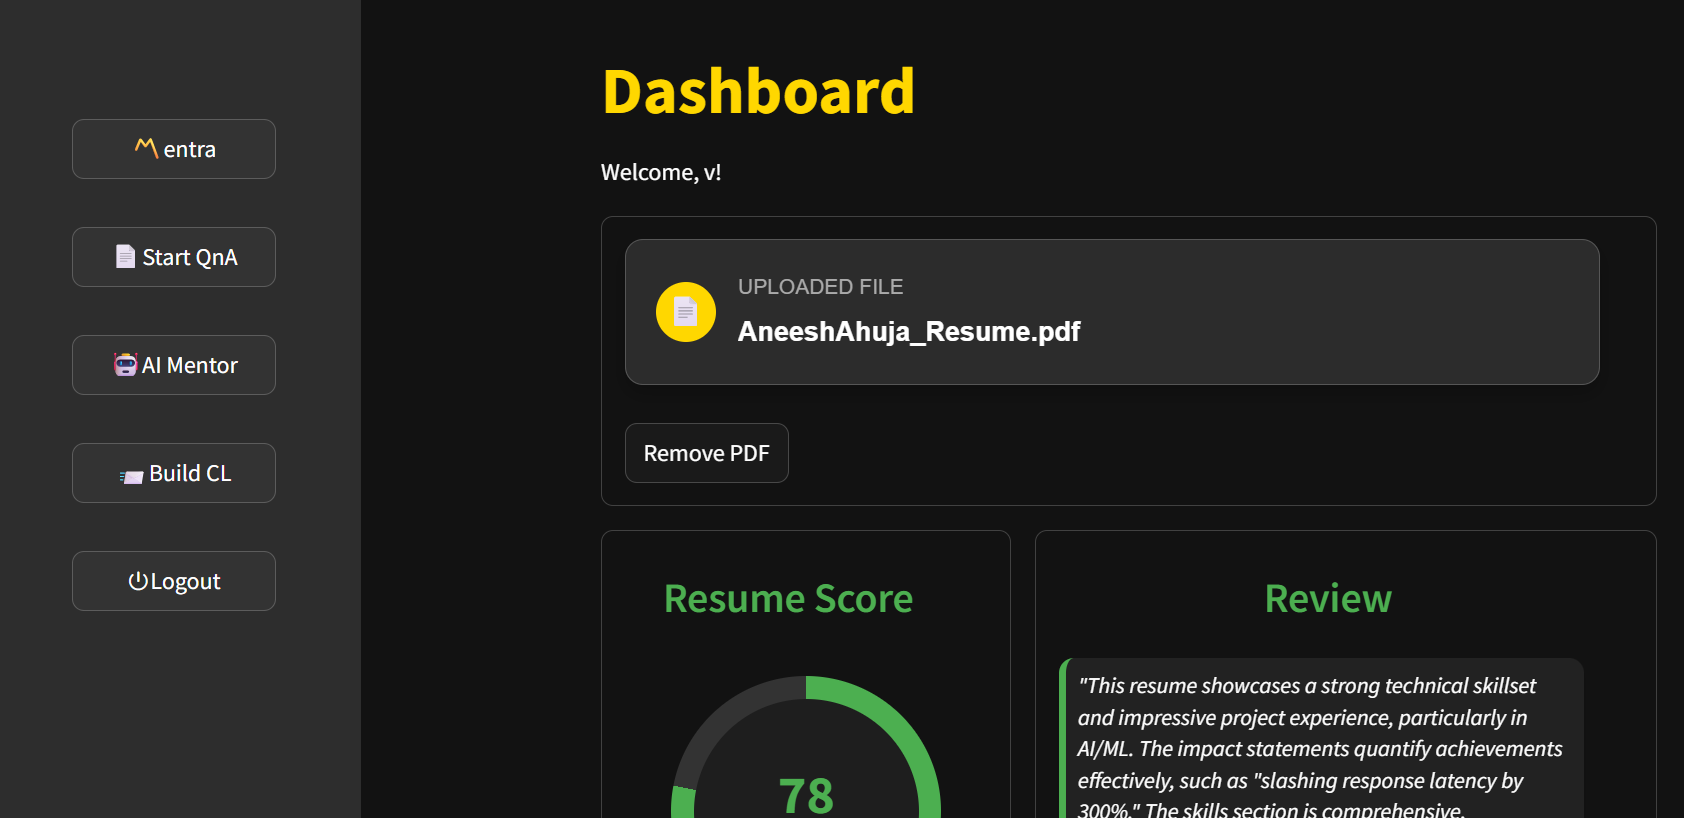 entra
Start QnA
AI Mentor
Build CL
Logout
Dashboard
Welcome, v!
UPLOADED FILE
AneeshAhuja_Resume.pdf
Remove PDF
Resume Score
78
Review
"This resume showcases a strong technical skillset
and impressive project experience, particularly in
AI/ML. The impact statements quantify achievements
effectively, such as "slashing response latency by
300%." The skills section is comprehensive,